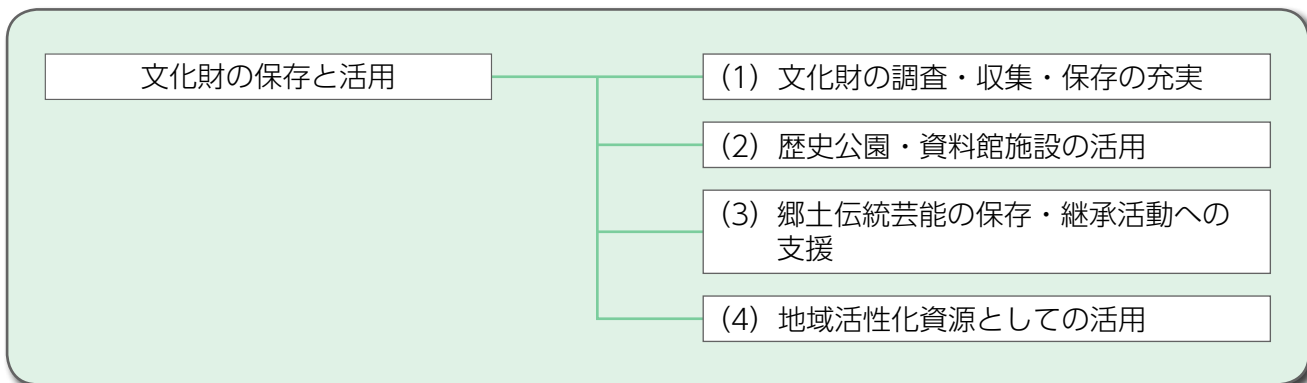 文化財の保存と活用
(1) 文化財の調査・収集・保存の充実
(2) 歴史公園・資料館施設の活用
(3) 郷土伝統芸能の保存・継承活動への
支援
(4) 地域活性化資源としての活用